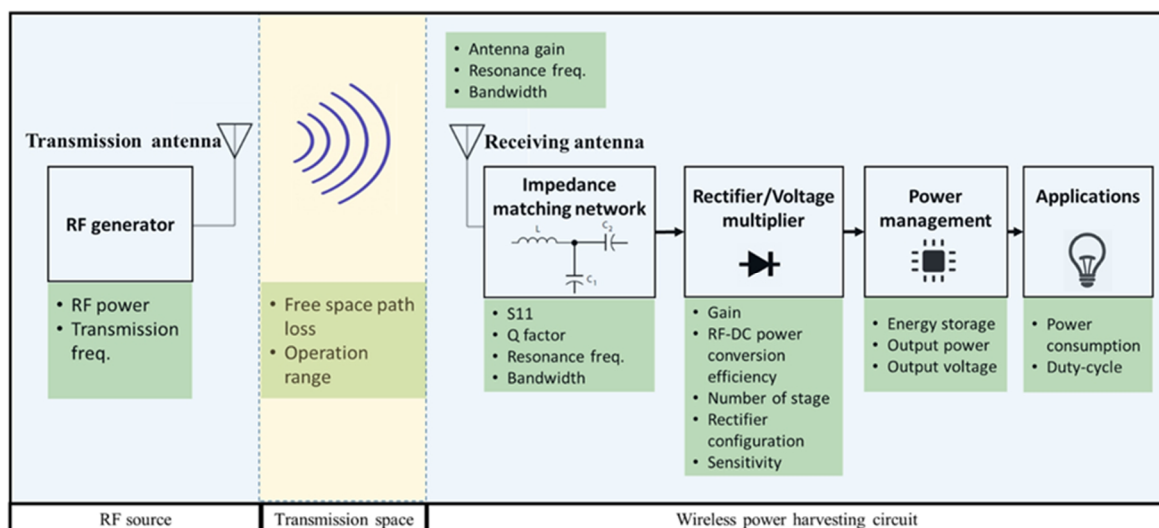 • Antenna gain
• Resonance freq.
• Bandwidth
Transmission antenna
Receiving antenna
RF generator
• RF power
• Transmission
freq.
• Free space path
loss
• Operation
range
Impedance
matching network
L
C2
C1
• S11
• Q factor
• Resonance freq.
• Bandwidth
Rectifier/Voltage
multiplier
• Gain
• RF-DC power
conversion
efficiency
• Number of stage
• Rectifier
configuration
• Sensitivity
Power
management
• Energy storage
• Output power
• Output voltage
Applications
• Power
consumption
• Duty-cycle
RF source
Transmission space
Wireless power harvesting circuit